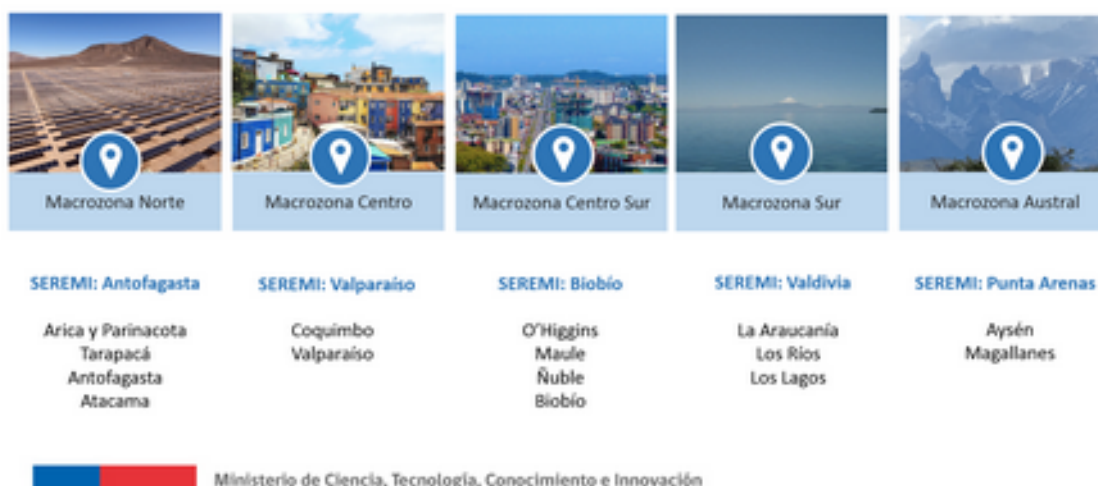 Macrozona Norte
Macrozona Centro
Macrozona Centro Sur
Macrozona Sur
Macrozona Austral
SEREMI: Antofagasta
Arica y Parinacota
Tarapacá
Antofagasta
Atacama
SEREMI: Valparaíso
Coquimbo
Valparaíso
SEREMI: Biobío
O'Higgins
Maule
Ñuble
Biobío
SEREMI: Valdivia
La Araucanía
Los Ríos
Los Lagos
SEREMI: Punta Arenas
Aysén
Magallanes
Ministerio de Ciencia, Tecnología, Conocimiento e Innovación